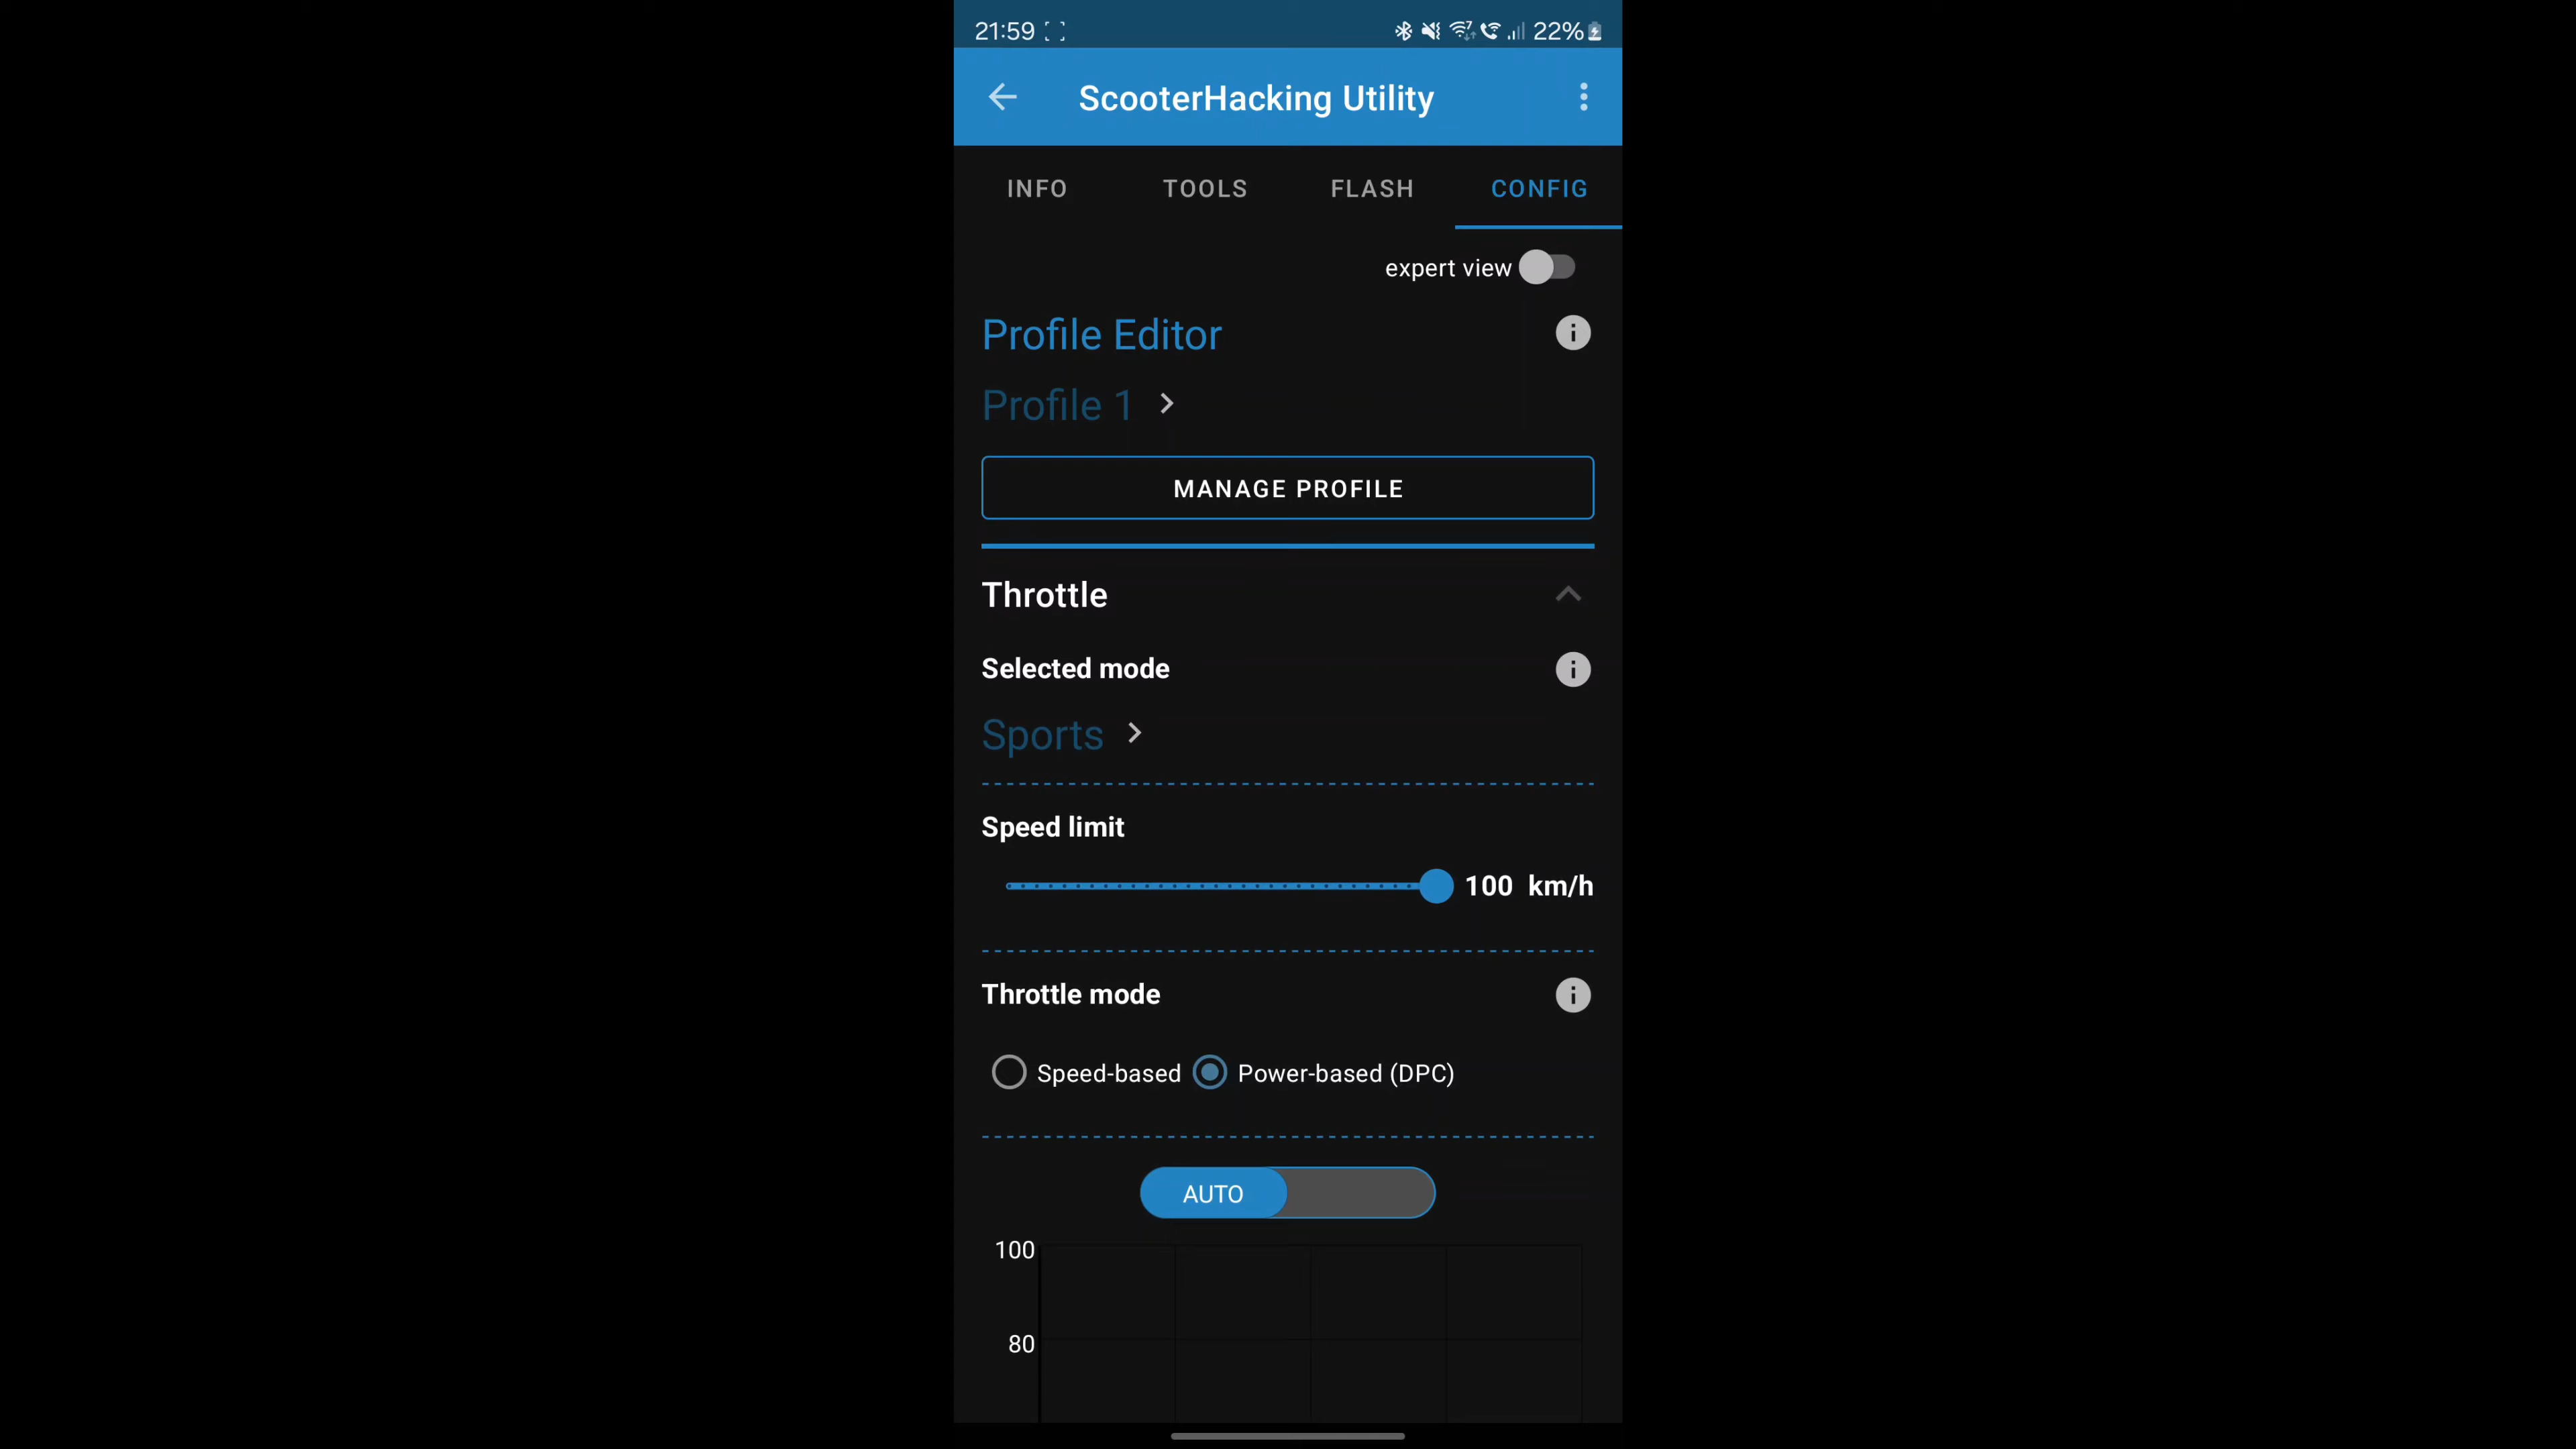 21:59 22%
ScooterHacking Utility
INFO TOOLS FLASH CONFIG
expert view
Profile Editor
Profile 1
MANAGE PROFILE
Throttle
Selected mode
Sports
Speed limit
100 km/h
Throttle mode
Speed-based Power-based (DPC)
AUTO
100
80